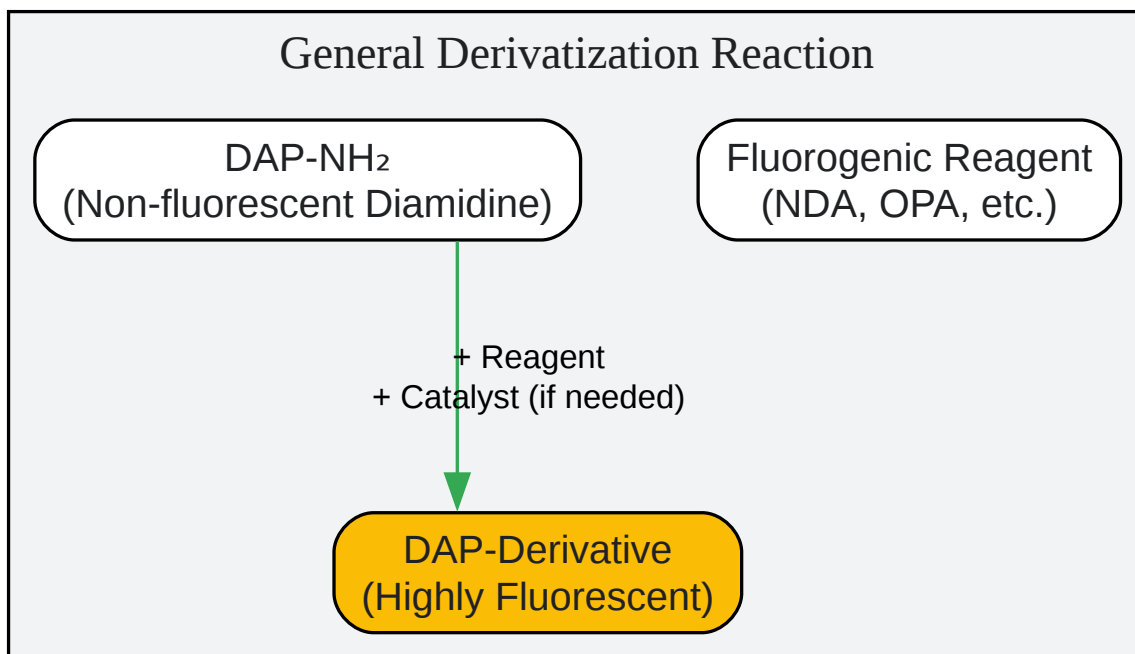 General Derivatization Reaction
DAP-NH₂
(Non-fluorescent Diamidine)
Fluorogenic Reagent
(NDA, OPA, etc.)
+ Reagent
+ Catalyst (if needed)
DAP-Derivative
(Highly Fluorescent)